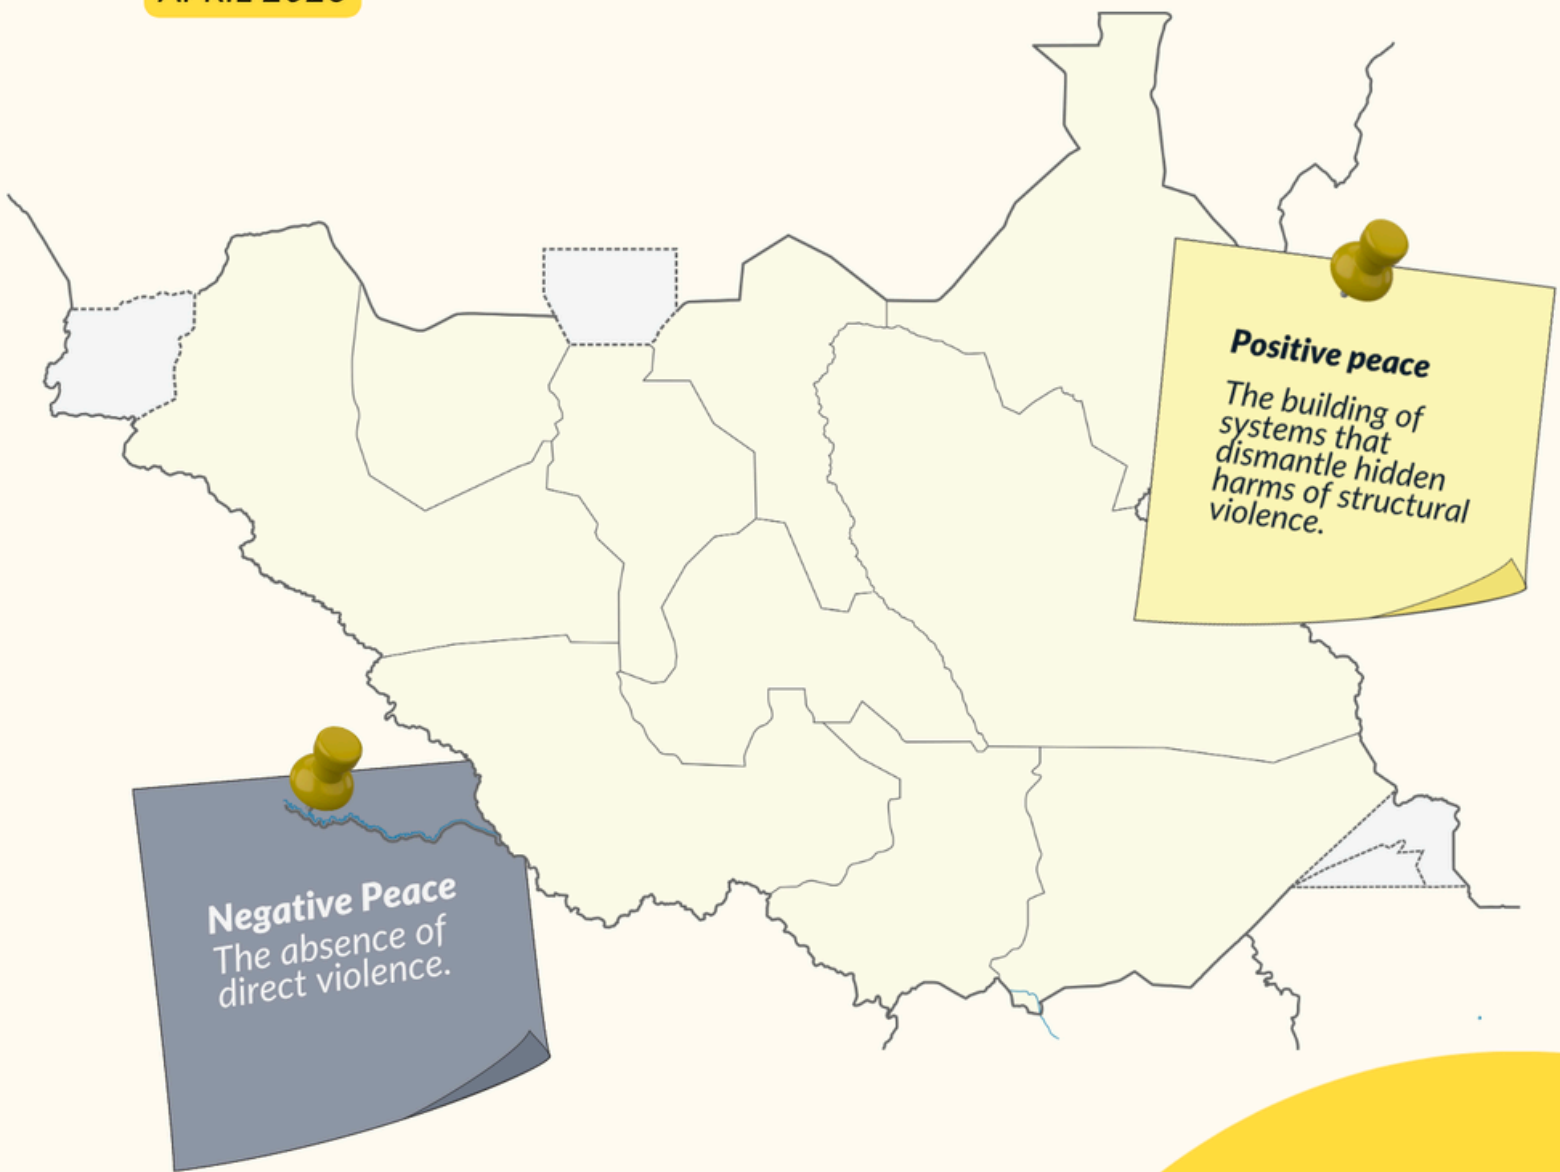 APRIL
Positive peace
The building of
systems that
dismantle hidden
harms of structural
violence.
Negative Peace
The absence of
direct violence.